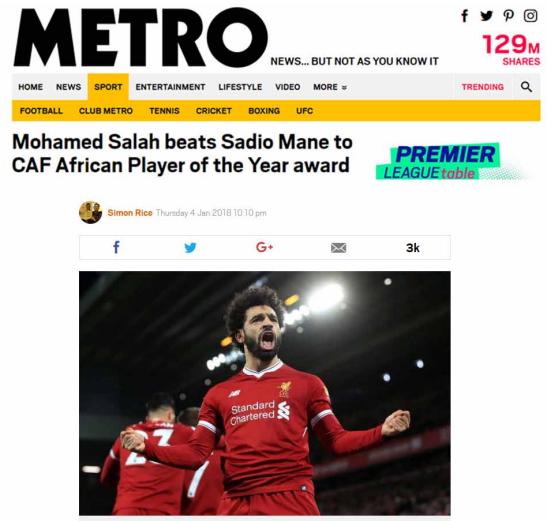 METRO
NEWS... BUT NOT AS YOU KNOW IT
129M
SHARES
HOME NEWS SPORT ENTERTAINMENT LIFESTYLE VIDEO MORE TRENDING
FOOTBALL CLUB METRO TENNIS CRICKET BOXING UFC
Mohamed Salah beats Sadio Mane to
CAF African Player of the Year award
PREMIER
LEAGUE table
Simon Rice Thursday 4 Jan 2018 10:10 pm
f G+ 3k
Standard
Chartered